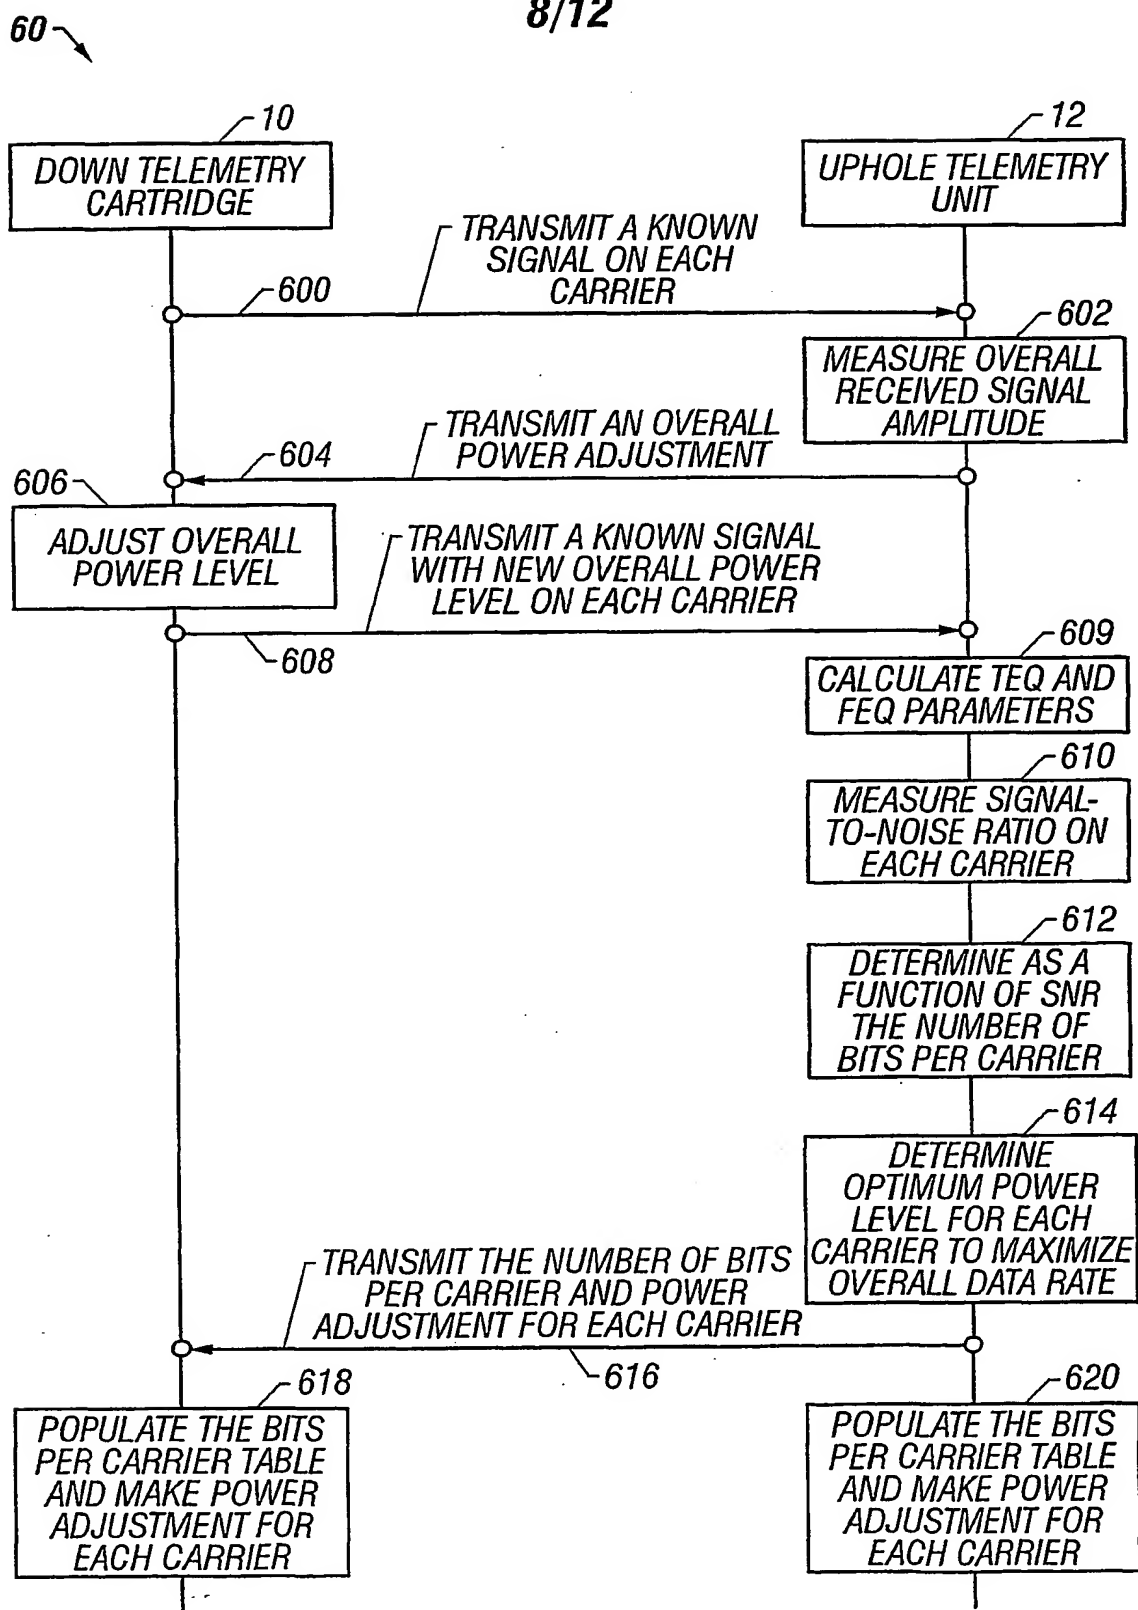 8/12
60
10
DOWN TELEMETRY
CARTRIDGE
12
UPHOLE TELEMETRY
UNIT
TRANSMIT A KNOWN
SIGNAL ON EACH
CARRIER
600
602
MEASURE OVERALL
RECEIVED SIGNAL
AMPLITUDE
TRANSMIT AN OVERALL
POWER ADJUSTMENT
604
606
ADJUST OVERALL
POWER LEVEL
TRANSMIT A KNOWN SIGNAL
WITH NEW OVERALL POWER
LEVEL ON EACH CARRIER
608
609
CALCULATE TEQ AND
FEQ PARAMETERS
610
MEASURE SIGNAL-
TO-NOISE RATIO ON
EACH CARRIER
612
DETERMINE AS A
FUNCTION OF SNR
THE NUMBER OF
BITS PER CARRIER
614
DETERMINE
OPTIMUM POWER
LEVEL FOR EACH
CARRIER TO MAXIMIZE
OVERALL DATA RATE
TRANSMIT THE NUMBER OF BITS
PER CARRIER AND POWER
ADJUSTMENT FOR EACH CARRIER
616
618
POPULATE THE BITS
PER CARRIER TABLE
AND MAKE POWER
ADJUSTMENT FOR
EACH CARRIER
620
POPULATE THE BITS
PER CARRIER TABLE
AND MAKE POWER
ADJUSTMENT FOR
EACH CARRIER